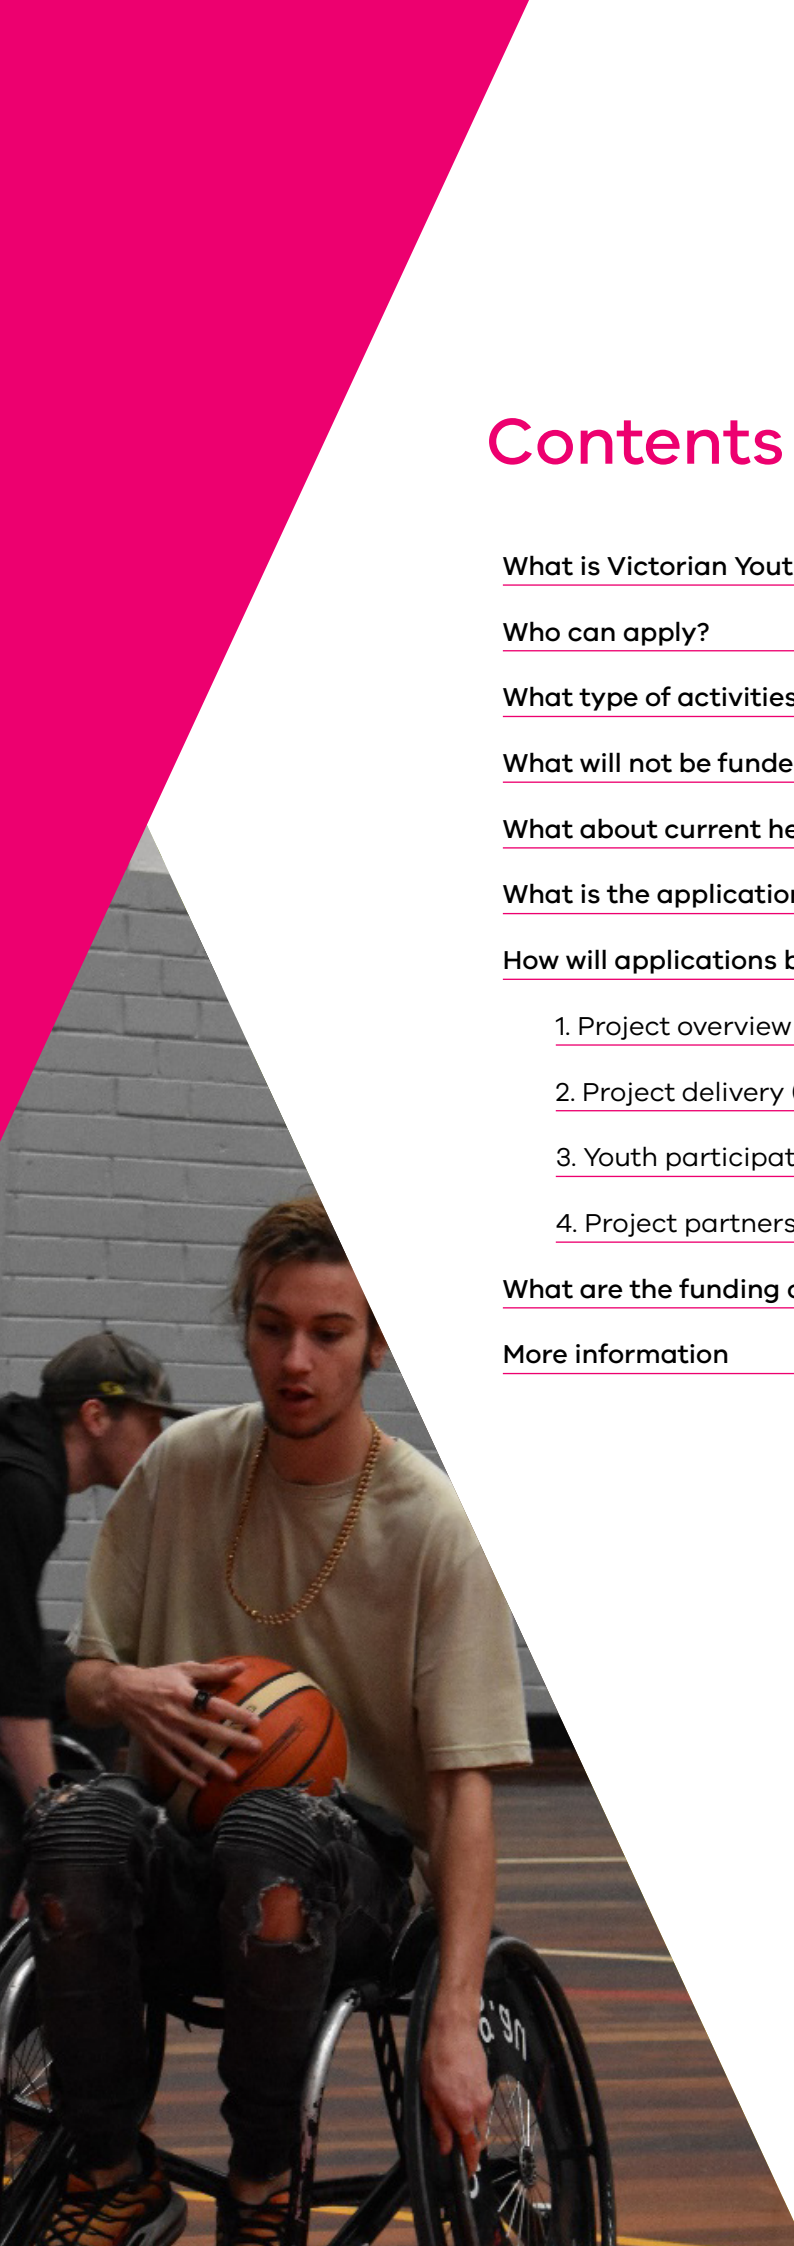 Contents
What is Victorian Yout
Who can apply?
What type of activities
What will not be funde
What about current he
What is the application
How will applications b
1. Project overview
2. Project delivery (
3. Youth participat
4. Project partners
What are the funding
More information